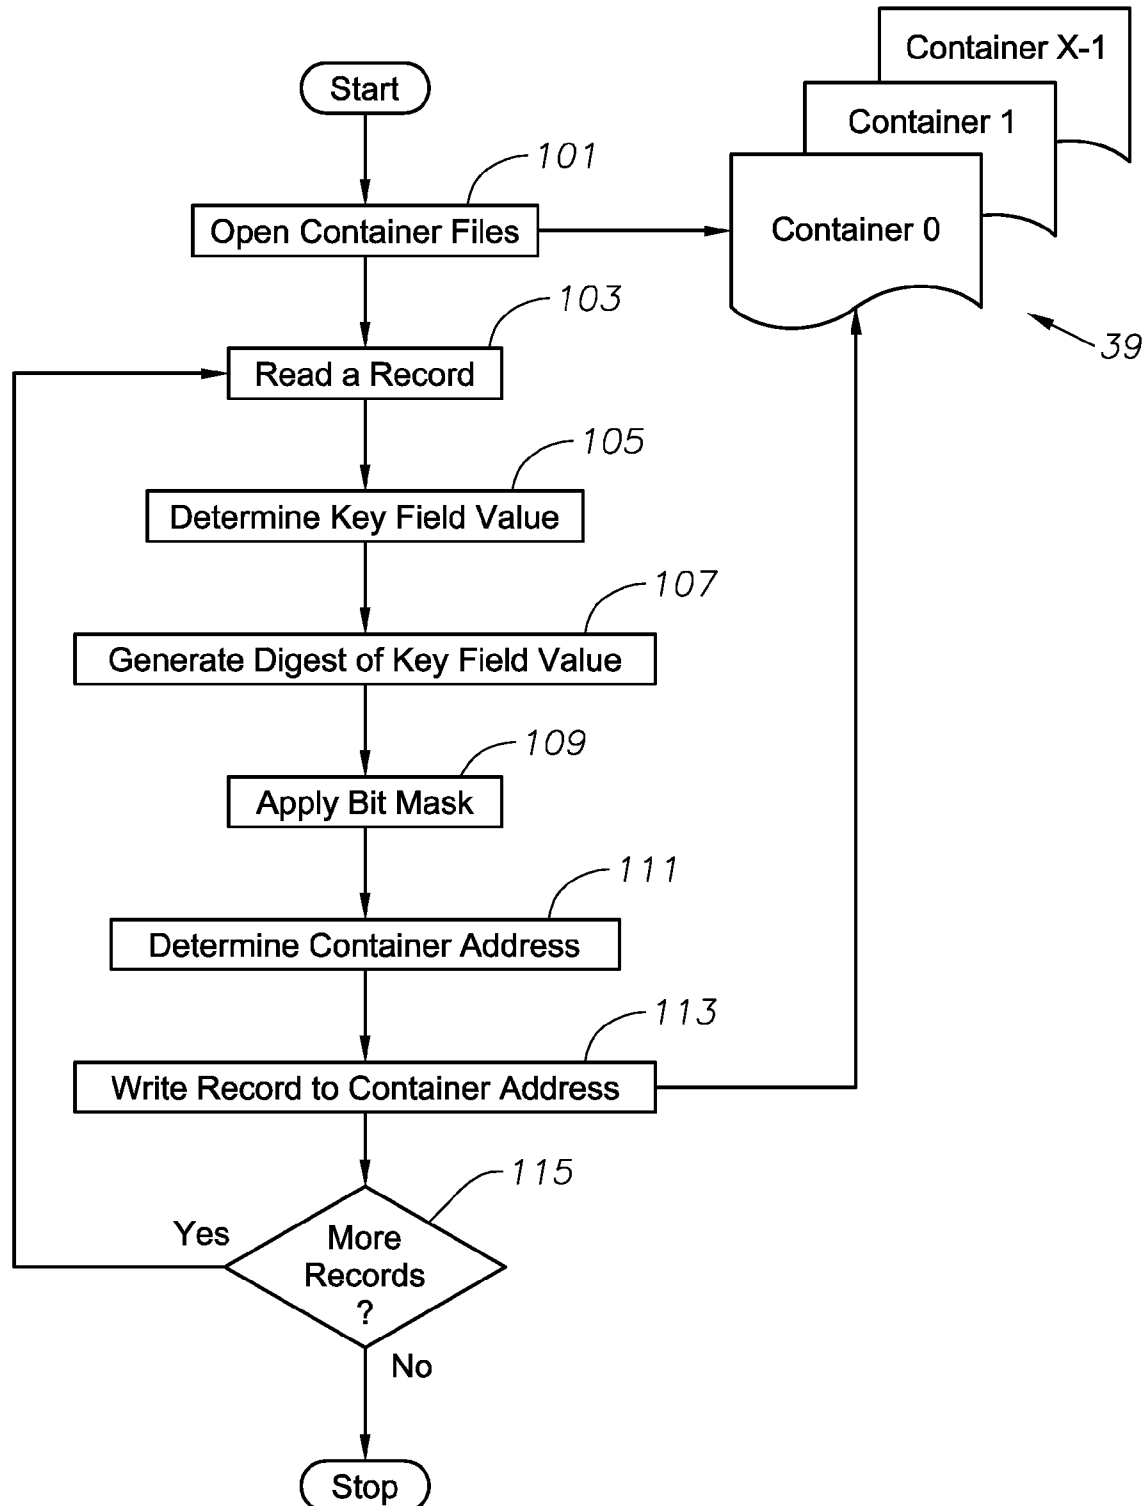 Container X-1
Start
Container 1
101
Open Container Files
Container 0
103
39
Read a Record
105
Determine Key Field Value
107
Generate Digest of Key Field Value
109
Apply Bit Mask
111
Determine Container Address
113
Write Record to Container Address
115
Yes
More
Records
?
No
Stop